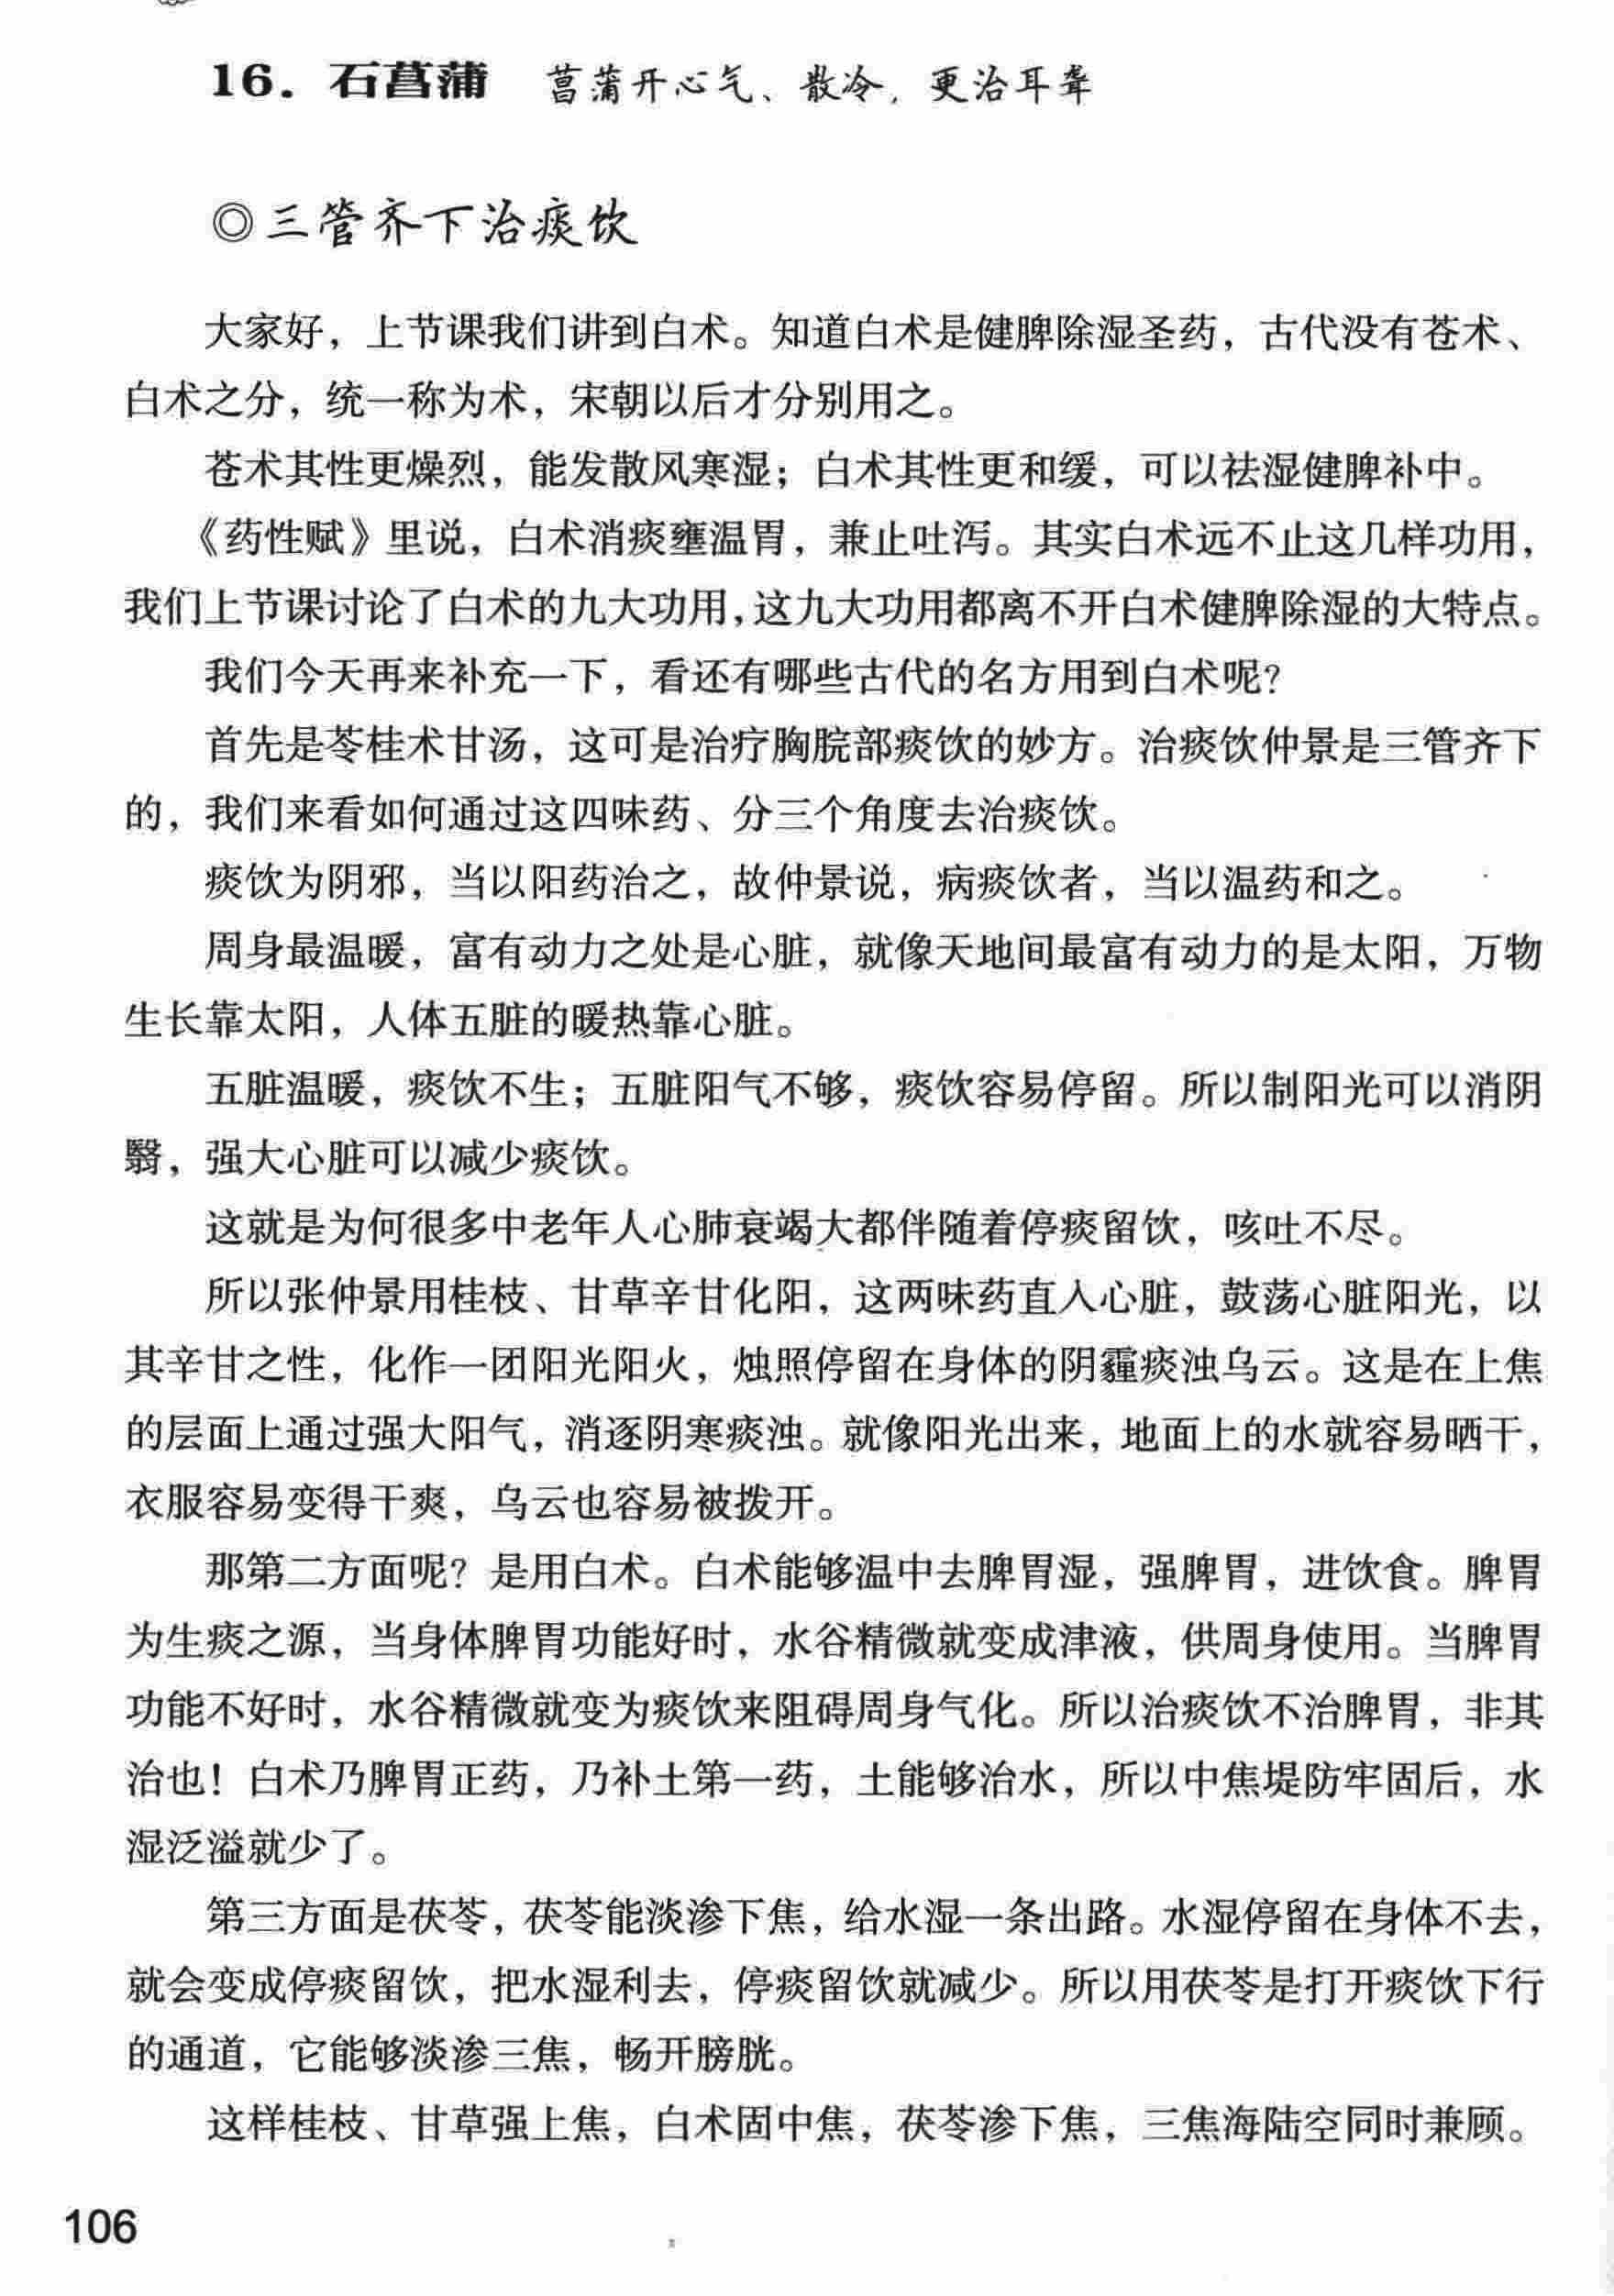 16. 石菖蒲 菖蒲开心气、散冷，更治耳聋
◎三管齐下治痰饮
大家好，上节课我们讲到白术。知道白术是健脾除湿圣药，古代没有苍术、
白术之分，统一称为术，宋朝以后才分别用之。
苍术其性更燥烈，能发散风寒湿；白术其性更和缓，可以祛湿健脾补中。
《药性赋》里说，白术消痰壅温胃，兼止吐泻。其实白术远不止这几样功用，
我们上节课讨论了白术的九大功用，这九大功用都离不开白术健脾除湿的大特点。
我们今天再来补充一下，看还有哪些古代的名方用到白术呢？
首先是苓桂术甘汤，这可是治疗胸脘部痰饮的妙方。治痰饮仲景是三管齐下
的，我们来看如何通过这四味药、分三个角度去治痰饮。
痰饮为阴邪，当以阳药治之，故仲景说，病痰饮者，当以温药和之。
周身最温暖，富有动力之处是心脏，就像天地间最富有动力的是太阳，万物
生长靠太阳，人体五脏的暖热靠心脏。
五脏温暖，痰饮不生；五脏阳气不够，痰饮容易停留。所以制阳光可以消阴
翳，强大心脏可以减少痰饮。
这就是为何很多中老年人心肺衰竭大都伴随着停痰留饮，咳吐不尽。
所以张仲景用桂枝、甘草辛甘化阳，这两味药直入心脏，鼓荡心脏阳光，以
其辛甘之性，化作一团阳光阳火，烛照停留在身体的阴霾痰浊乌云。这是在上焦
的层面上通过强大阳气，消逐阴寒痰浊。就像阳光出来，地面上的水就容易晒干，
衣服容易变得干爽，乌云也容易被拨开。
那第二方面呢？是用白术。白术能够温中去脾胃湿，强脾胃，进饮食。脾胃
为生痰之源，当身体脾胃功能好时，水谷精微就变成津液，供周身使用。当脾胃
功能不好时，水谷精微就变为痰饮来阻碍周身气化。所以治痰饮不治脾胃，非其
治也！白术乃脾胃正药，乃补土第一药，土能够治水，所以中焦堤防牢固后，水
湿泛溢就少了。
第三方面是茯苓，茯苓能淡渗下焦，给水湿一条出路。水湿停留在身体不去，
就会变成停痰留饮，把水湿利去，停痰留饮就减少。所以用茯苓是打开痰饮下行
的通道，它能够淡渗三焦，畅开膀胱。
这样桂枝、甘草强上焦，白术固中焦，茯苓渗下焦，三焦海陆空同时兼顾。
106